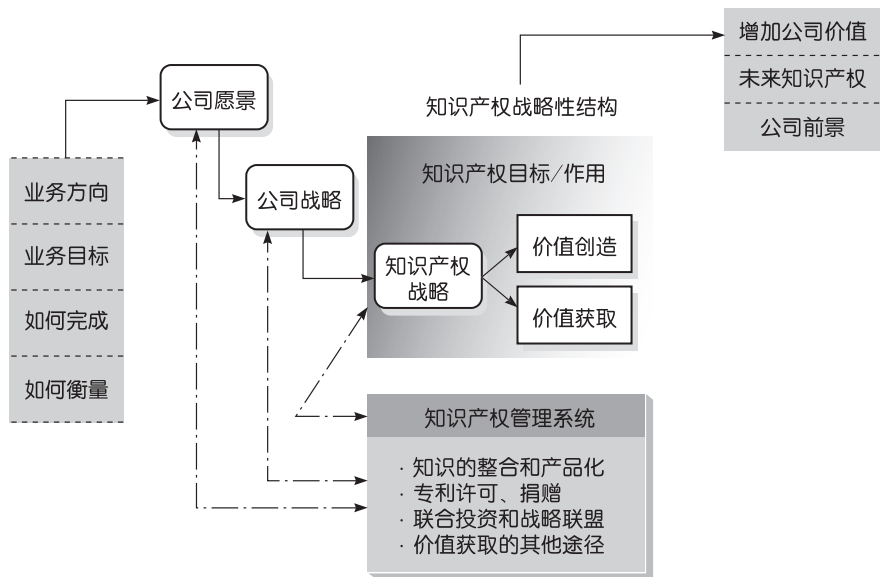 增加公司价值
未来知识产权
公司前景
公司愿景
知识产权战略性结构
业务方向
业务目标
如何完成
如何衡量
公司战略
知识产权目标/作用
知识产权
战略
价值创造
价值获取
知识产权管理系统
· 知识的整合和产品化
· 专利许可、捐赠
· 联合投资和战略联盟
· 价值获取的其他途径